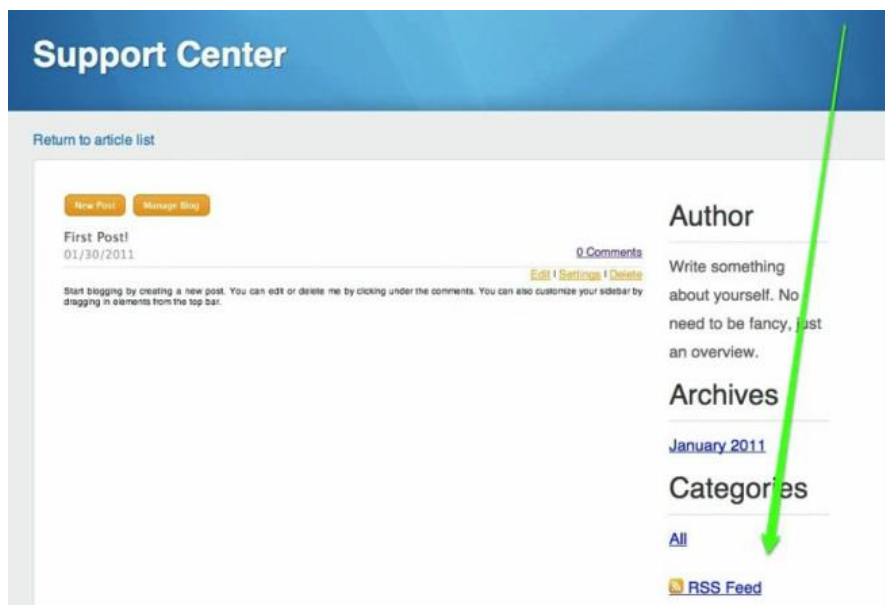 Support Center
Return to article list
New Post Manage Blog
First Post!
01/30/2011
0 Comments
Edit | Settings | Delete
Start blogging by creating a new post. You can edit or delete me by clicking under the comments. You can also customize your sidebar by
dragging in elements from the top bar.
Author
Write something
about yourself. No
need to be fancy, just
an overview.
Archives
January 2011
Categories
All
RSS Feed